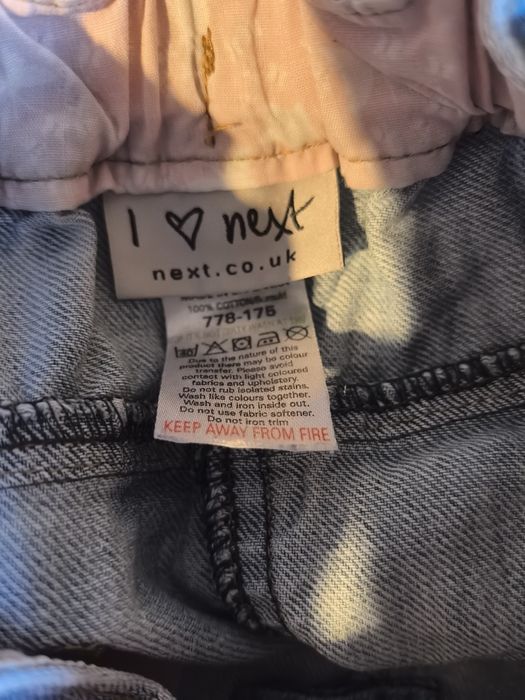 I ♡ next
next.co.uk
100% COTTON
778-175
Due to the nature of this
product there may be colour
transfer. Please avoid
contact with light coloured
fabrics and upholstery.
Do not rub isolated stains.
Wash like colours together.
Wash and iron inside out.
Do not use fabric softener.
Do not iron trim
KEEP AWAY FROM FIRE